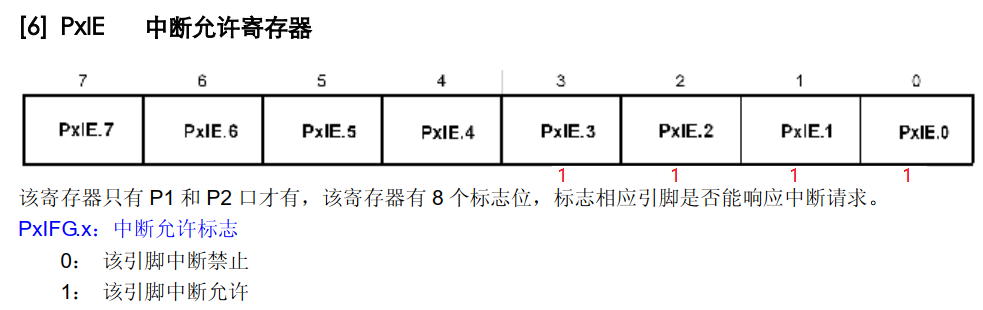 [6] PxIE 中断允许寄存器
7 6 5 4 3 2 1 0
PxIE.7 PxIE.6 PxIE.5 PxIE.4 PxIE.3 PxIE.2 PxIE.1 PxIE.0
1 1 1 1
该寄存器只有 P1 和 P2 口才有，该寄存器有 8 个标志位，标志相应引脚是否能响应中断请求。
PxIFG.x：中断允许标志
0： 该引脚中断禁止
1： 该引脚中断允许